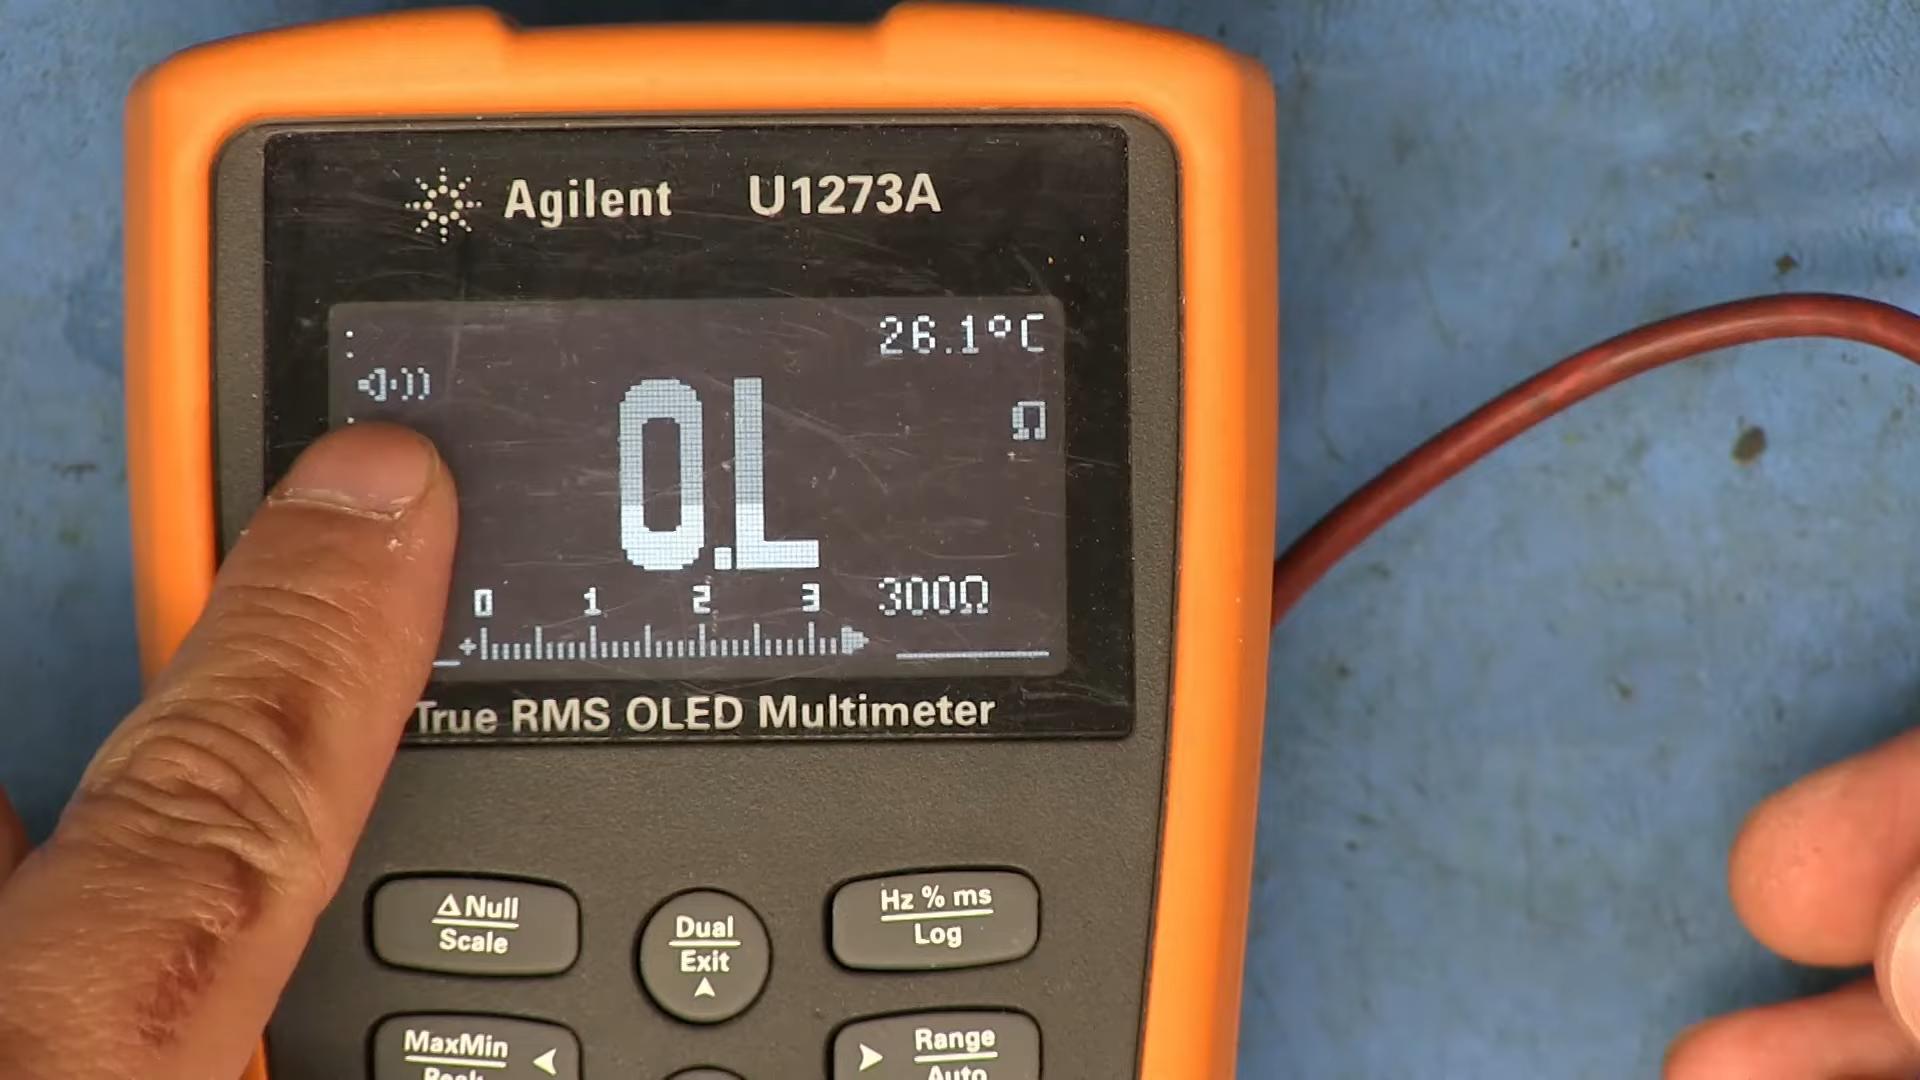 Agilent U1273A
26.1°C
Ω
O.L
0 1 2 3 300Ω
True RMS OLED Multimeter
ΔNull
Scale
Dual
Exit
Hz % ms
Log
MaxMin
Range
Auto